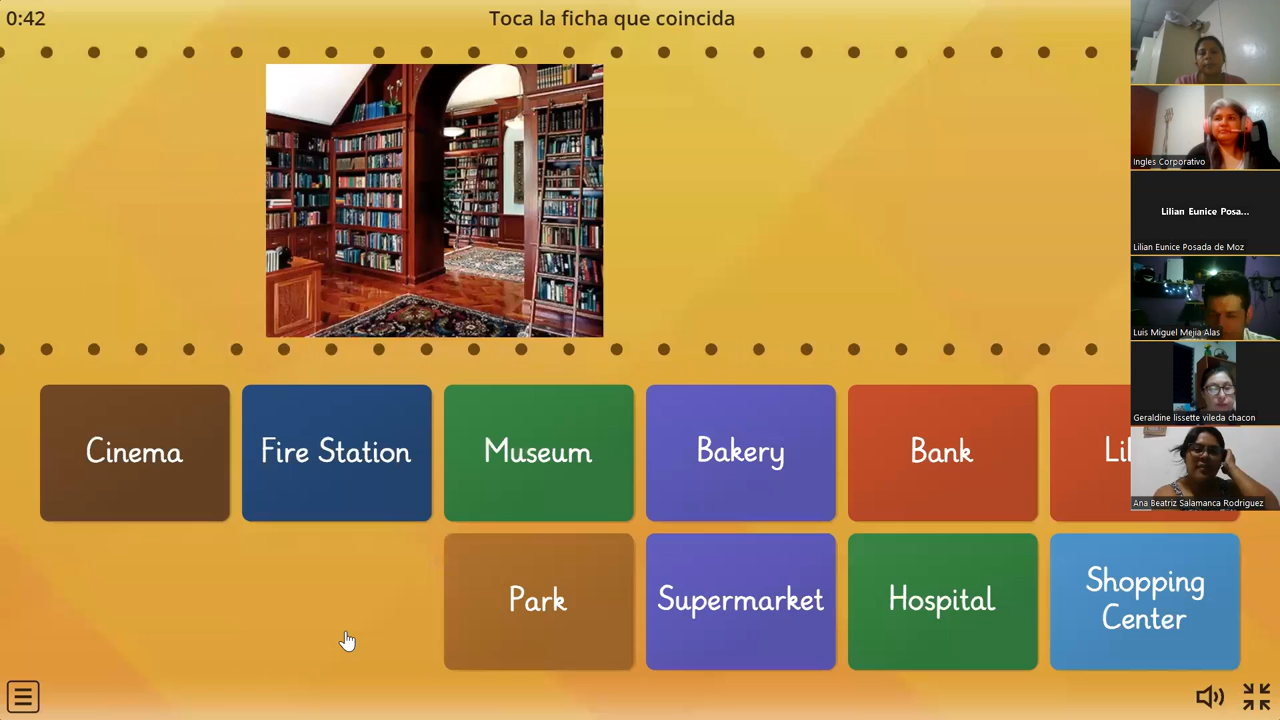 0:42
Toca la ficha que coincida
Ingles Corporativo
Lilian Eunice Posa...
Lilian Eunice Posada de Moz
Luis Miguel Mejia Alas
Geraldine lissette vileda chacon
Ana Beatriz Salamanca Rodriguez
Cinema
Fire Station
Museum
Bakery
Bank
Park
Supermarket
Hospital
Shopping
Center